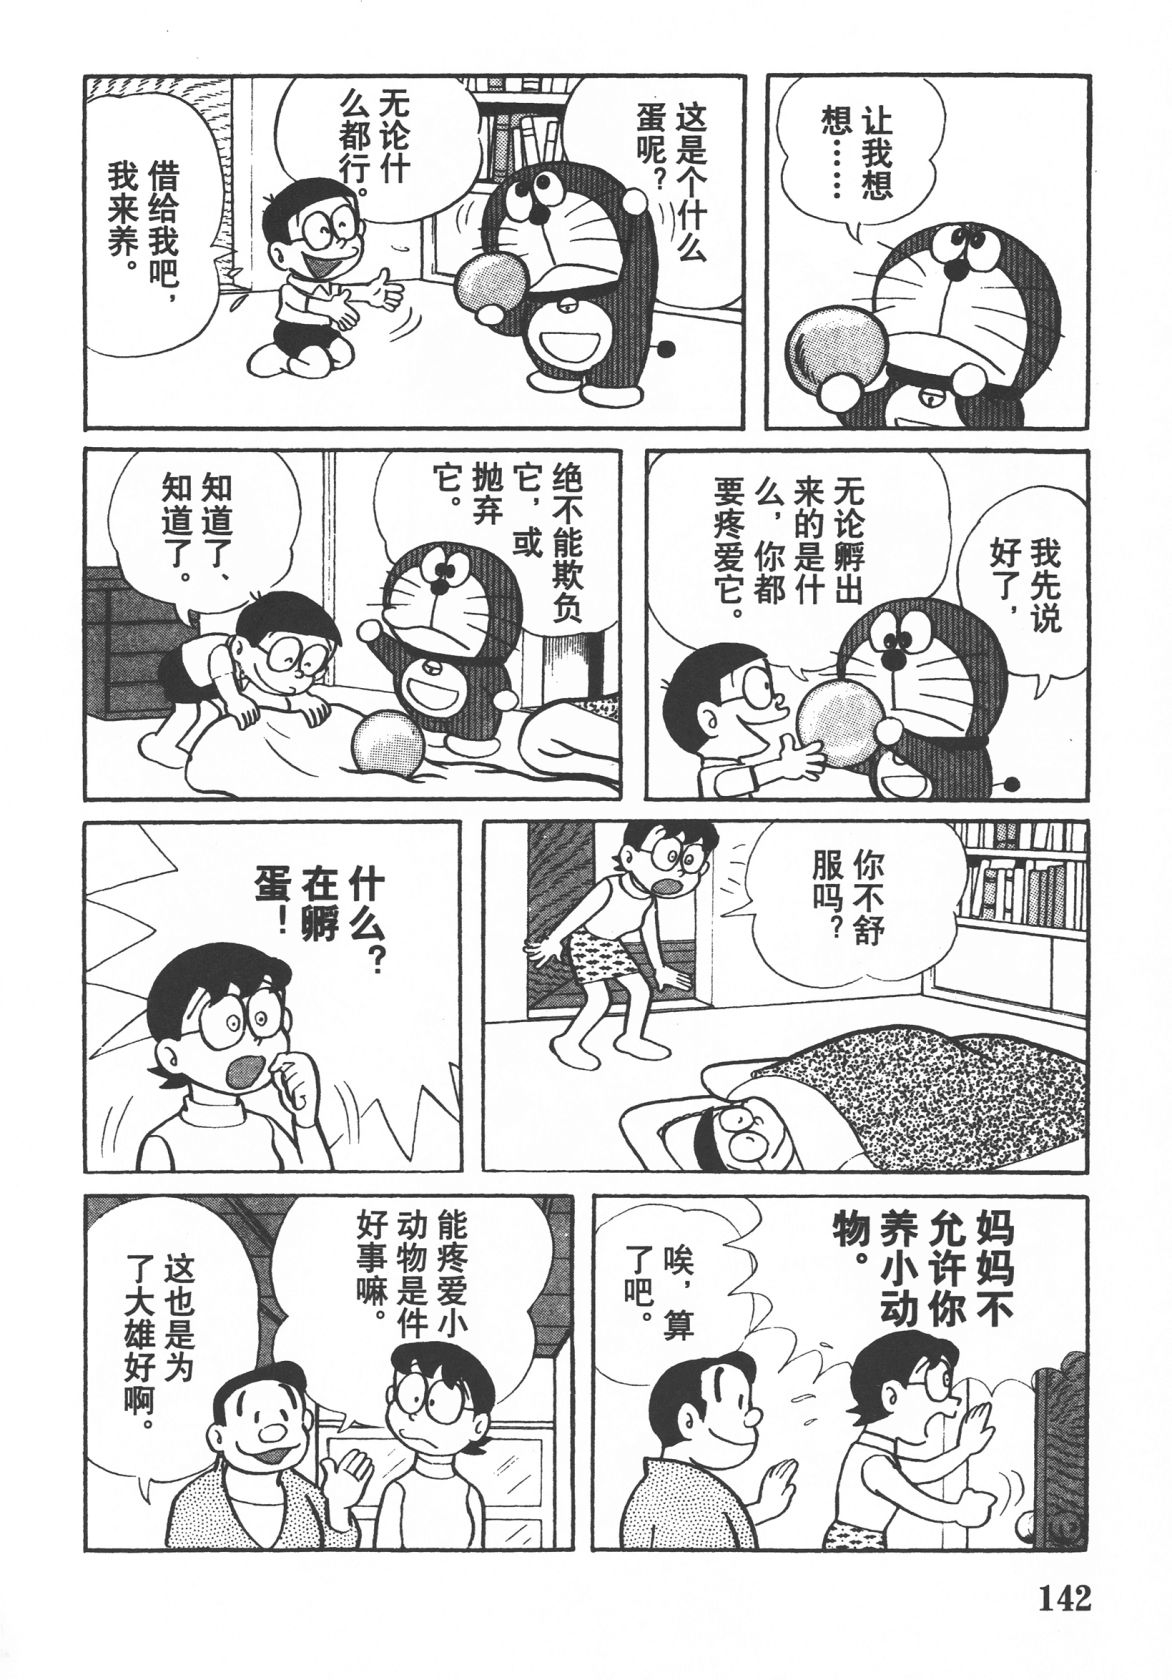 让我想
想……
这是个什么
蛋呢？
无论什
么都行。
借给我吧，
我来养。
我先说
好了，
无论孵出
来的是什
么，你都
要疼爱它。
绝不能欺负
它，或
抛弃
它。
知道了、
知道了。
你不舒
服吗？
什么？
在孵
蛋！
妈妈不
允许你
养小动
物。
唉，算
了吧。
能疼爱小
动物是件
好事嘛。
这也是为
了大雄好啊。
142